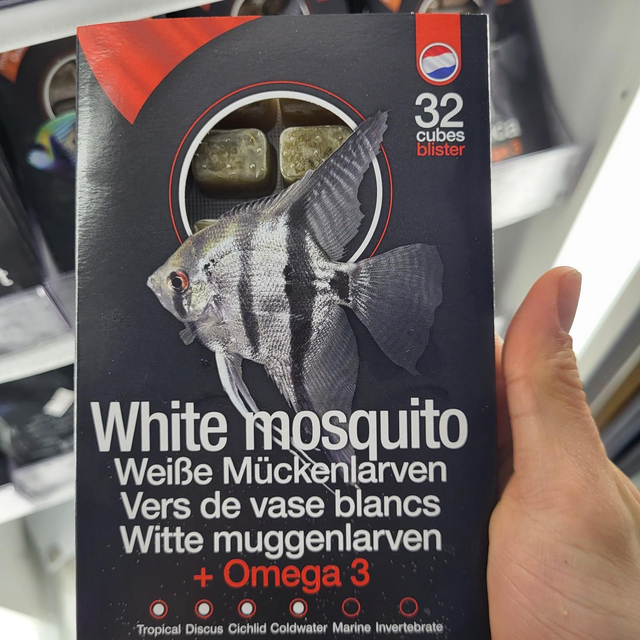 32
cubes
blister
White mosquito
Weiße Mückenlarven
Vers de vase blancs
Witte muggenlarven
+ Omega 3
Tropical Discus Cichlid Coldwater Marine Invertebrate